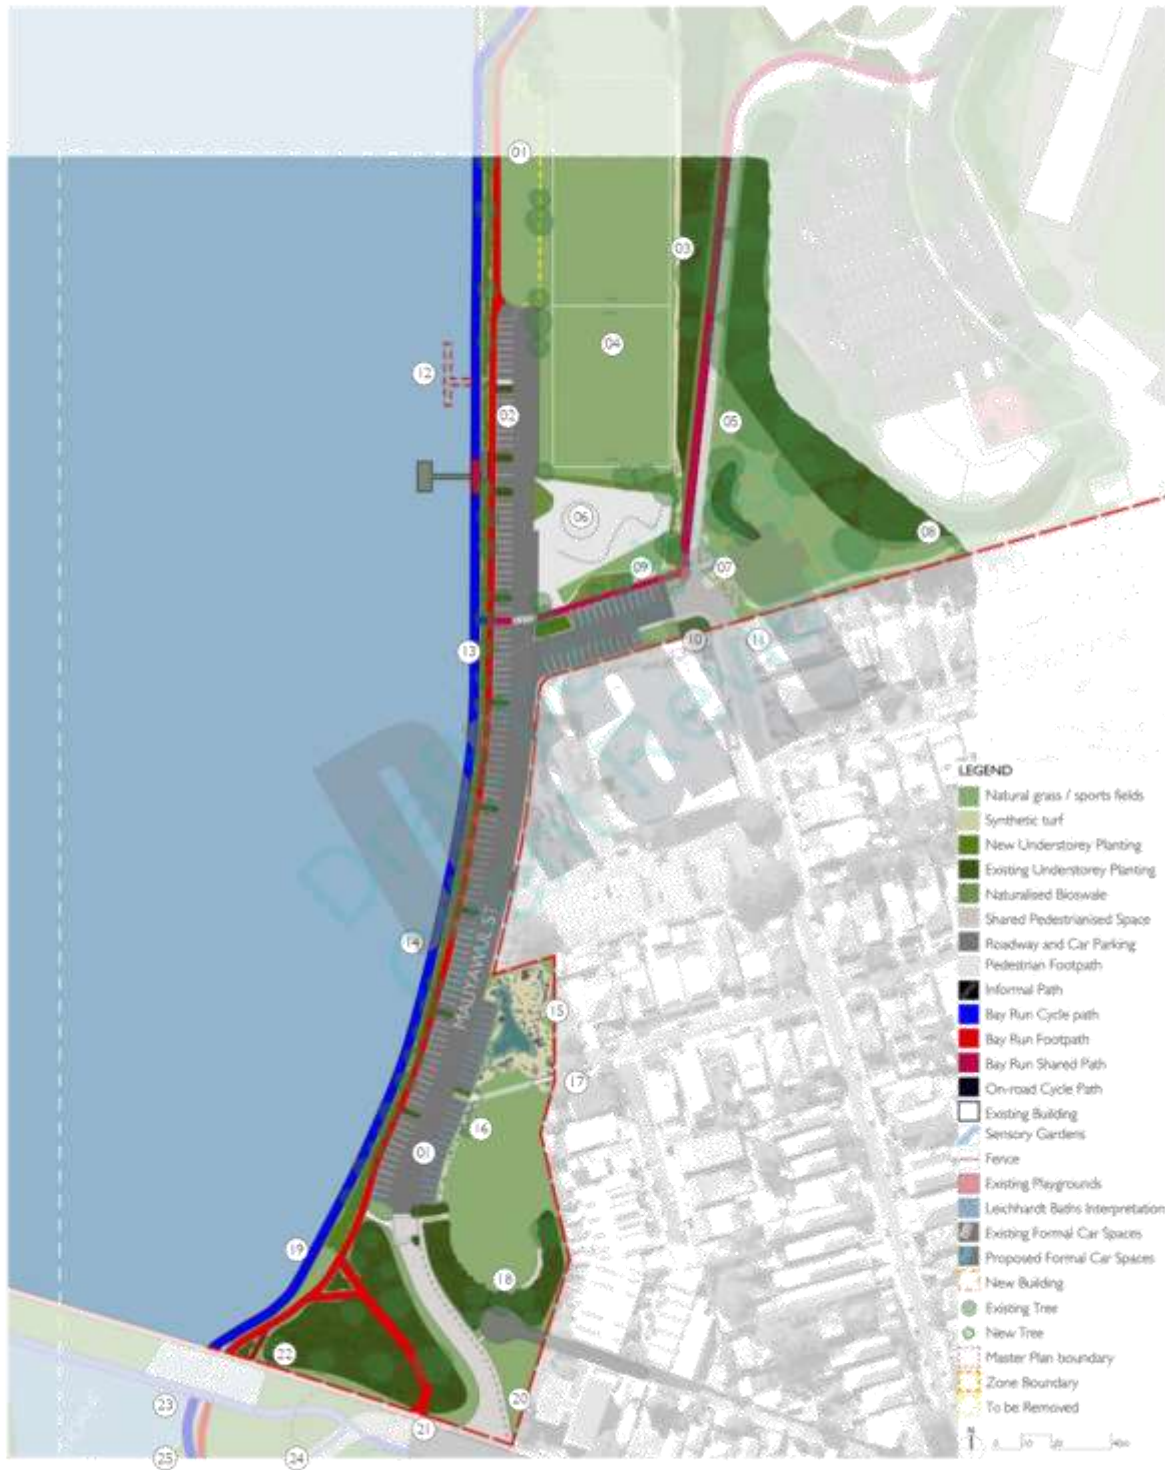 01
03
04
12
02
05
06
08
09
07
10
11
13
14
MALIYAWUL ST
15
17
16
01
19
18
22
23
20
21
25
24
LEGEND
Natural grass / sports fields
Synthetic turf
New Understorey Planting
Existing Understorey Planting
Naturalised Bioswale
Shared Pedestrianised Space
Roadway and Car Parking
Pedestrian Footpath
Informal Path
Bay Run Cycle path
Bay Run Footpath
Bay Run Shared Path
On-road Cycle Path
Existing Building
Sensory Gardens
Fence
Existing Playgrounds
Leichhardt Baths Interpretation
Existing Formal Car Spaces
Proposed Formal Car Spaces
New Building
Existing Tree
New Tree
Master Plan boundary
Zone Boundary
To be Removed
N
0 10 20 40m